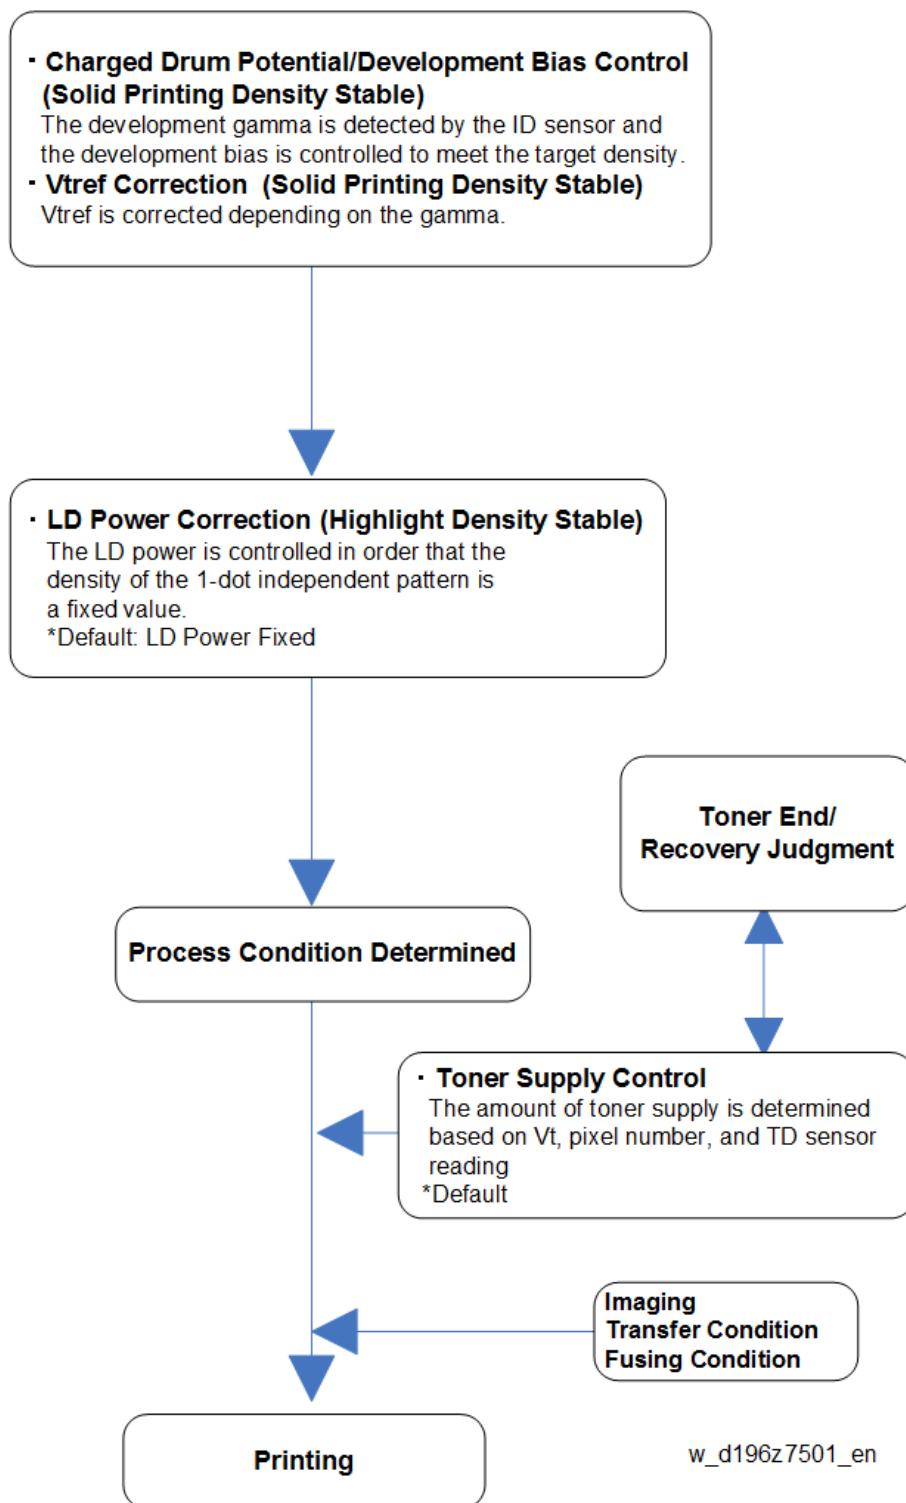 · Charged Drum Potential/Development Bias Control
(Solid Printing Density Stable)
The development gamma is detected by the ID sensor and
the development bias is controlled to meet the target density.
· Vtref Correction (Solid Printing Density Stable)
Vtref is corrected depending on the gamma.
· LD Power Correction (Highlight Density Stable)
The LD power is controlled in order that the
density of the 1-dot independent pattern is
a fixed value.
*Default: LD Power Fixed
Toner End/
Recovery Judgment
Process Condition Determined
· Toner Supply Control
The amount of toner supply is determined
based on Vt, pixel number, and TD sensor
reading
*Default
Imaging
Transfer Condition
Fusing Condition
Printing
w_d196z7501_en